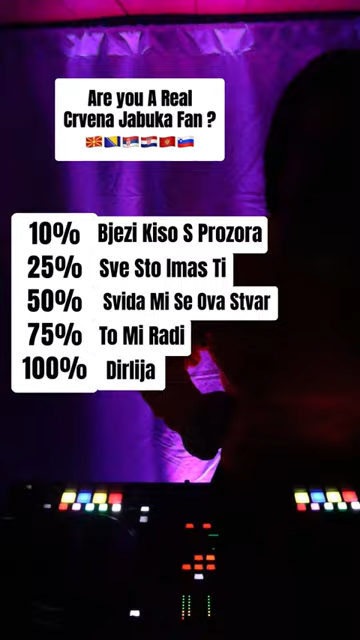 Are you A Real
Crvena Jabuka Fan ?
🇲🇰🇧🇦🇷🇸🇭🇷🇲🇪🇸🇮
10% Bjezi Kiso S Prozora
25% Sve Sto Imas Ti
50% Svida Mi Se Ova Stvar
75% To Mi Radi
100% Dirlija